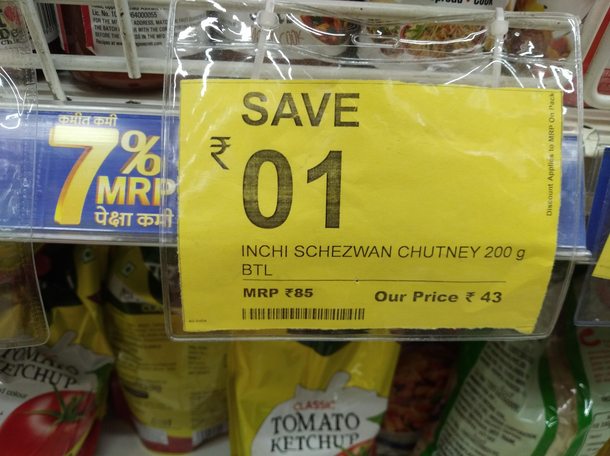 कमीत कमी
7%
MRP
पेक्षा कमी
SAVE
₹
01
INCHI SCHEZWAN CHUTNEY 200 g
BTL
MRP ₹85
Our Price ₹ 43
Discount Applies to MRP On Pack
TOMATO
KETCHUP
CLASSIC
TOMATO
KETCHUP